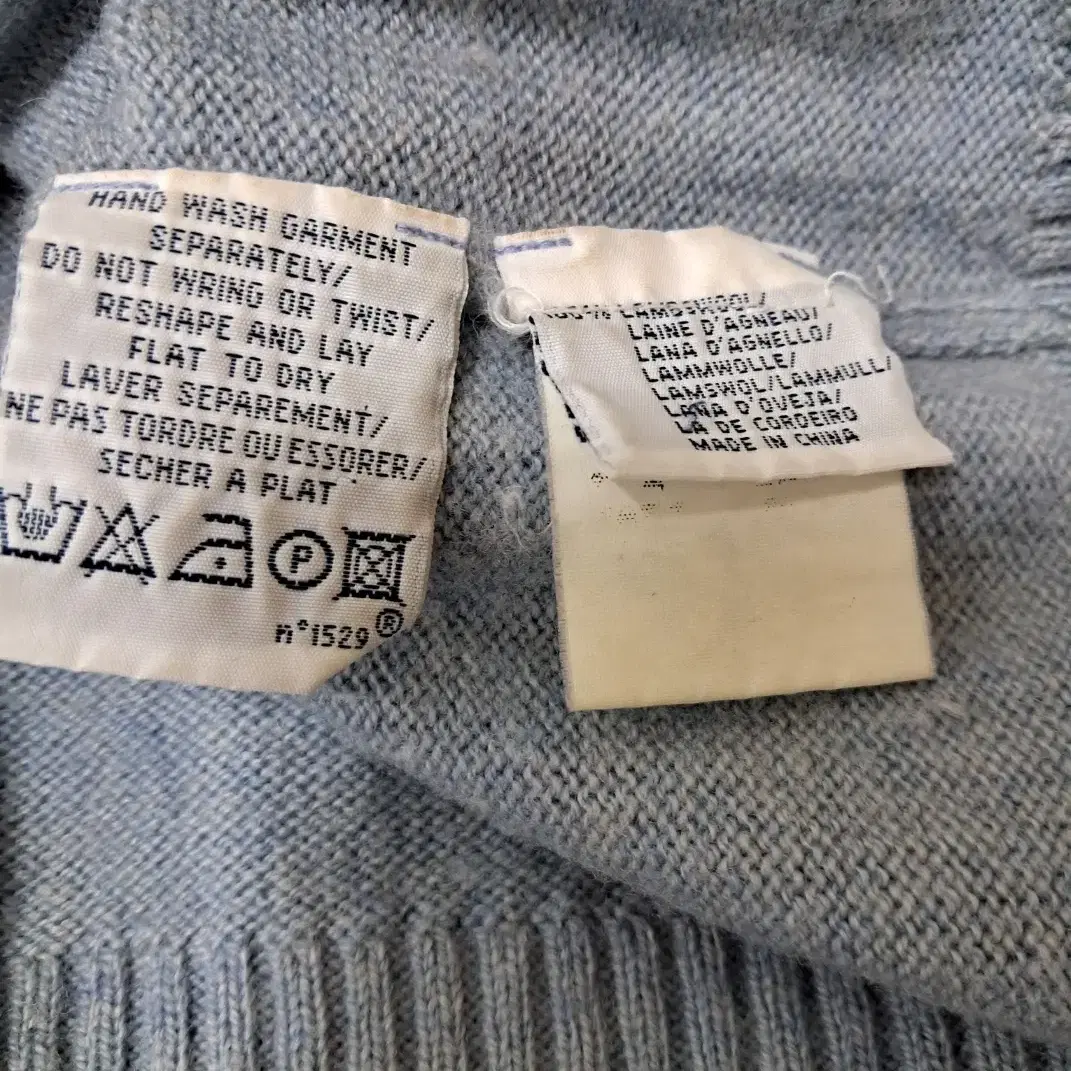 HAND WASH GARMENT
SEPARATELY/
DO NOT WRING OR TWIST/
RESHAPE AND LAY
FLAT TO DRY
LAVER SEPAREMENT/
NE PAS TORDRE OU ESSORER/
SECHER A PLAT
P
n°1529 ®
100% LAMBSWOOL/
LAINE D'AGNEAU/
LANA D'AGNELLO/
LAMMWOLLE/
LAMSWOL/LAMMULL/
LANA D'OVEJA/
LA DE CORDEIRO
MADE IN CHINA